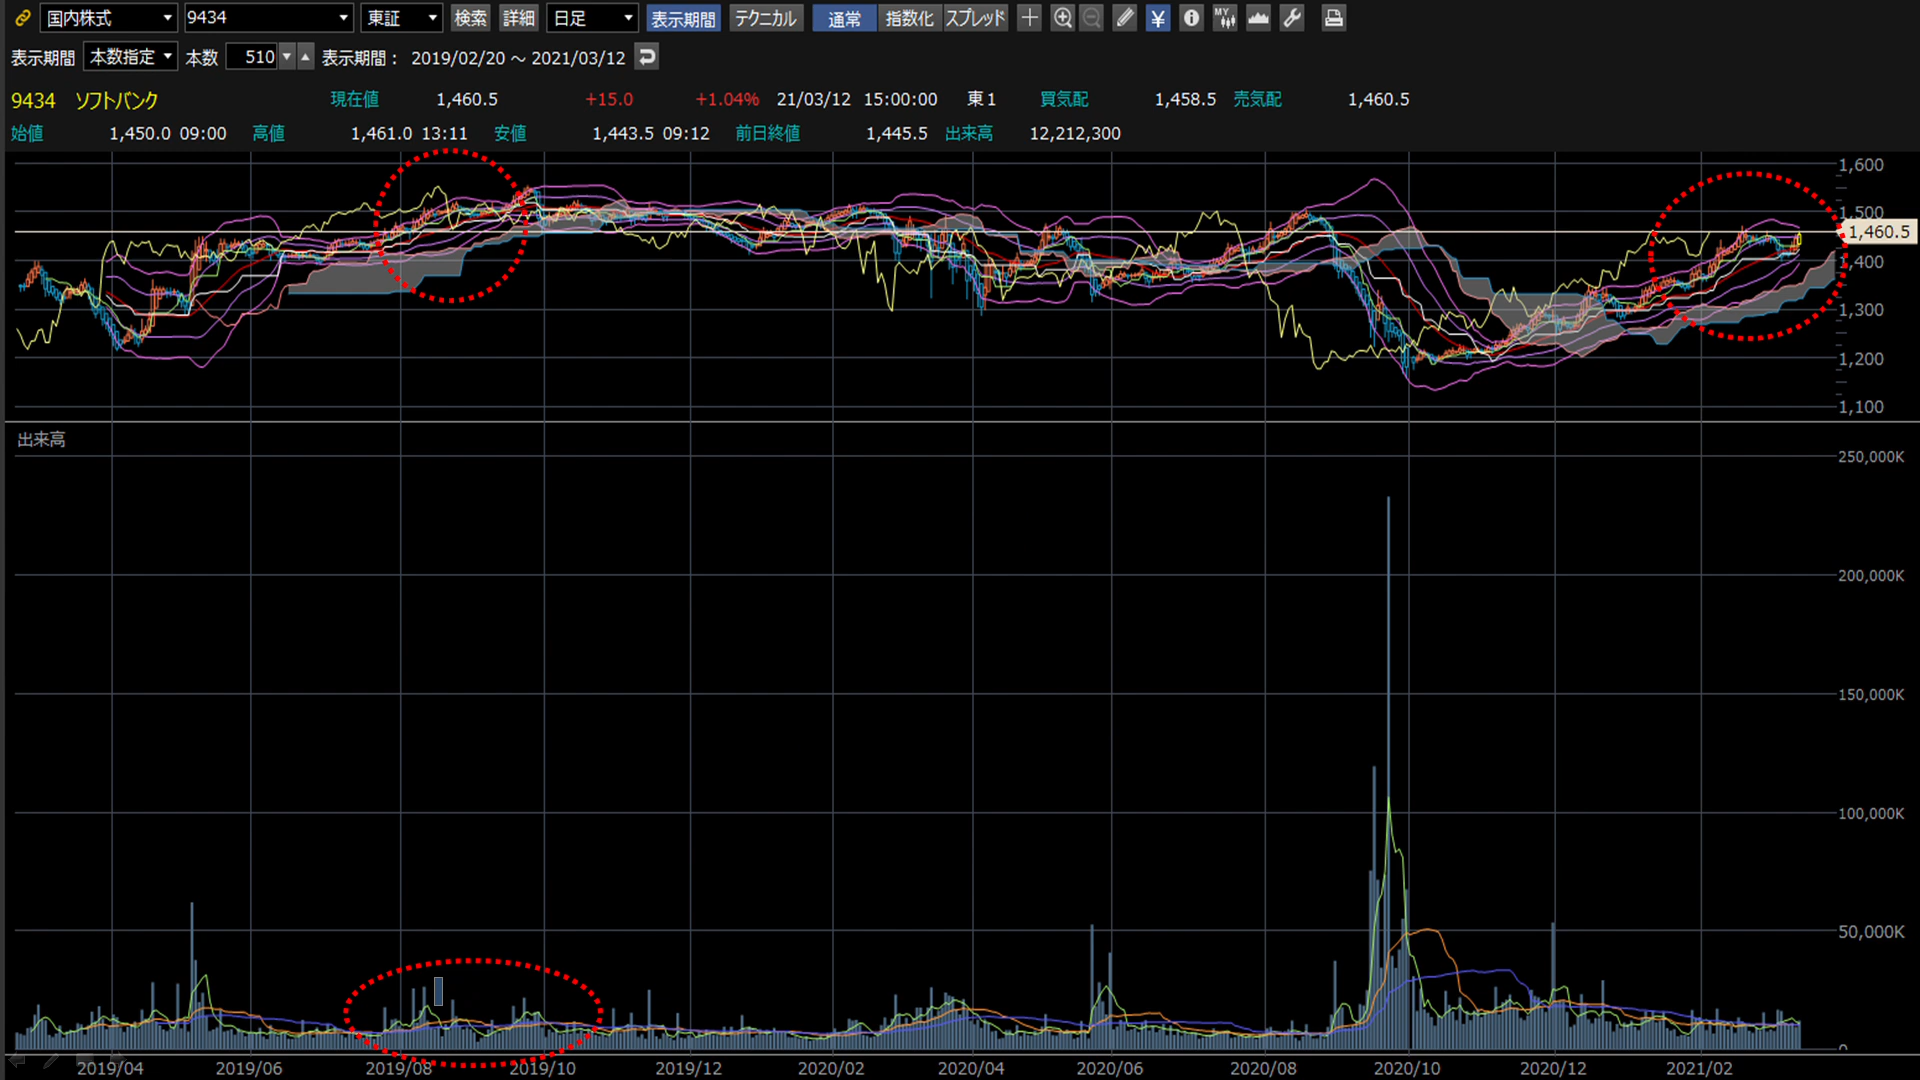 国内株式 9434 東証 検索 詳細 日足 表示期間 テクニカル 通常 指数化 スプレッド ¥ MY
表示期間 本数指定 本数 510 表示期間： 2019/02/20 ～ 2021/03/12
9434 ソフトバンク 現在値 1,460.5 +15.0 +1.04% 21/03/12 15:00:00 東1 買気配 1,458.5 売気配 1,460.5
始値 1,450.0 09:00 高値 1,461.0 13:11 安値 1,443.5 09:12 前日終値 1,445.5 出来高 12,212,300
1,600
1,500
1,460.5
1,400
1,300
1,200
1,100
出来高
250,000K
200,000K
150,000K
100,000K
50,000K
0
2019/04 2019/06 2019/08 2019/10 2019/12 2020/02 2020/04 2020/06 2020/08 2020/10 2020/12 2021/02